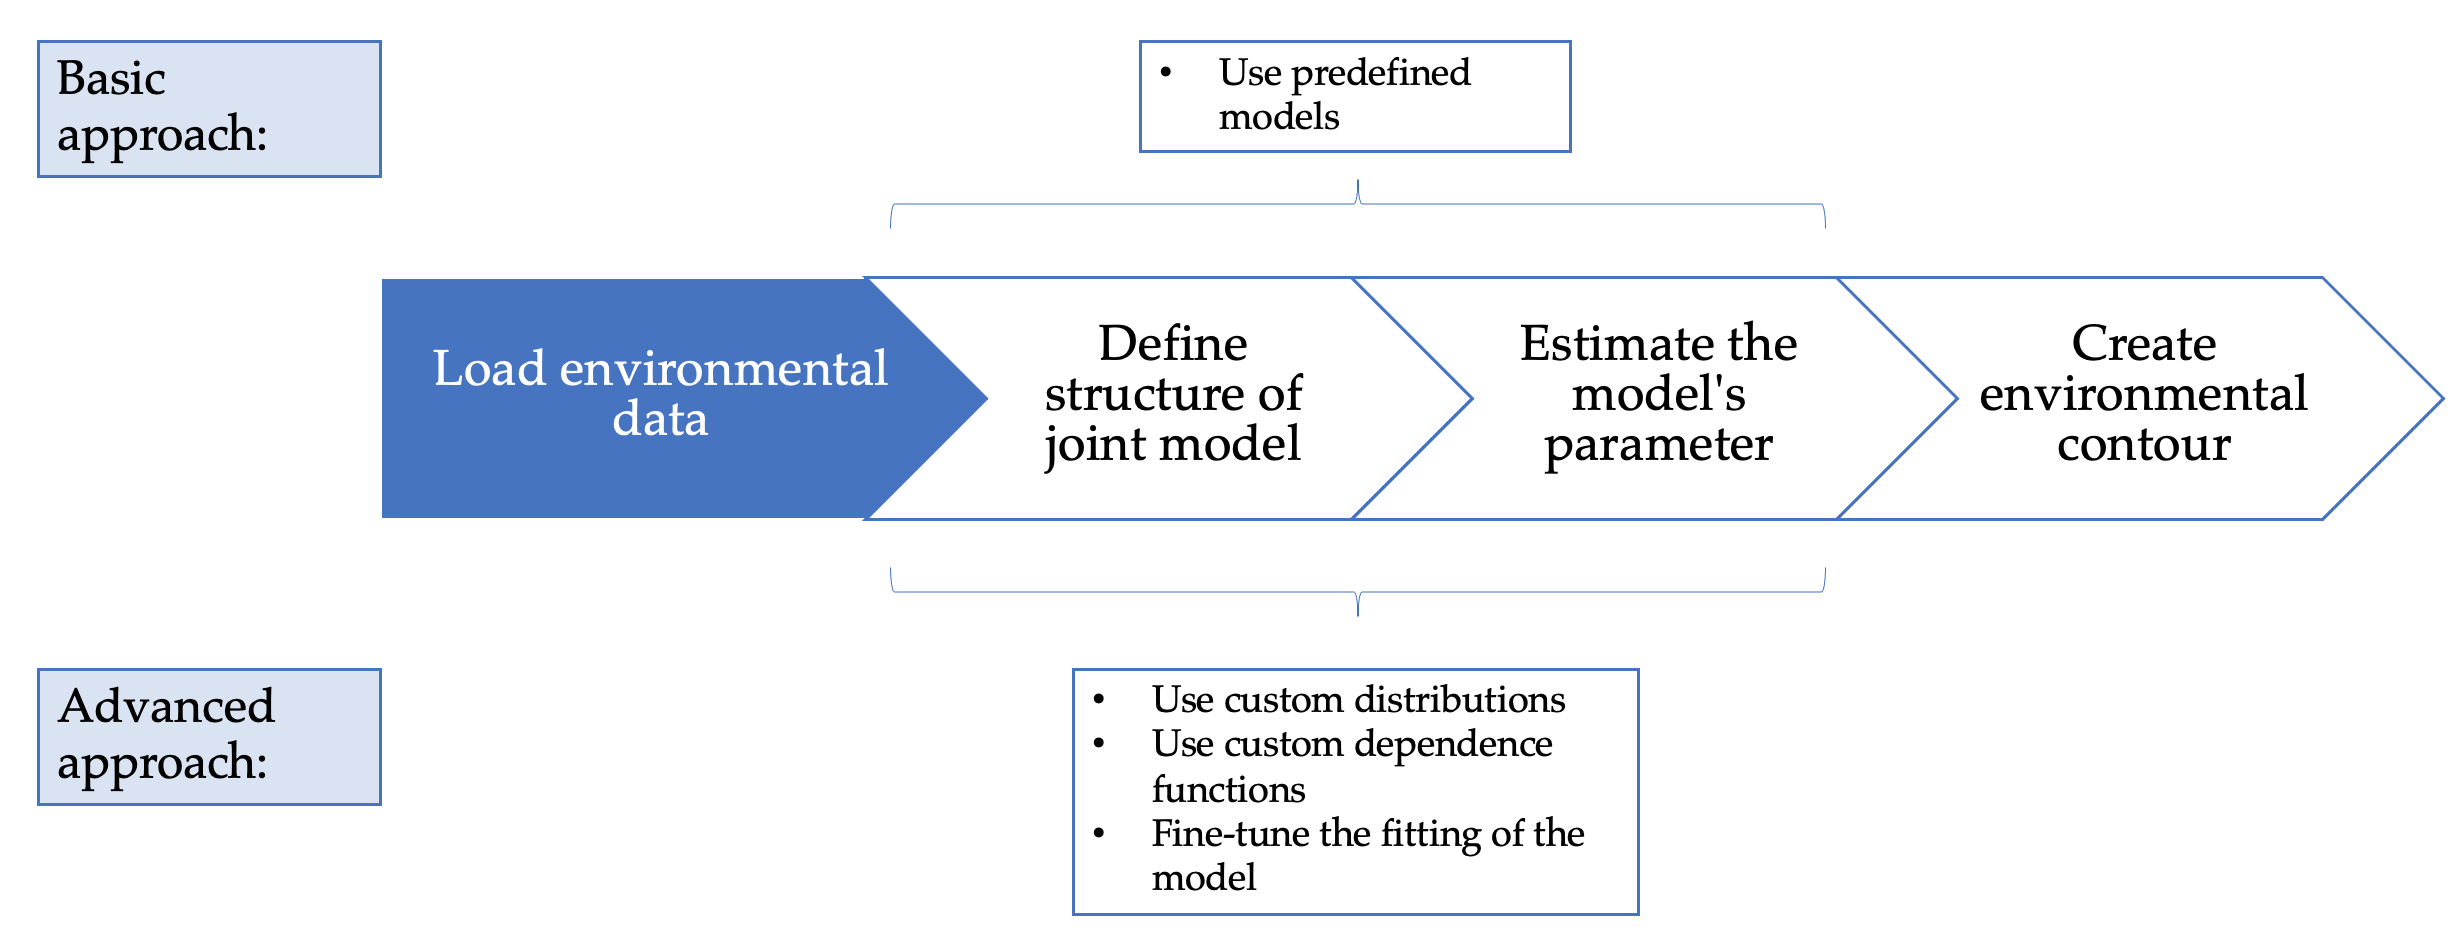 Basic
approach:
• Use predefined
models
Load environmental
data
Define
structure of
joint model
Estimate the
model's
parameter
Create
environmental
contour
Advanced
approach:
• Use custom distributions
• Use custom dependence
functions
• Fine-tune the fitting of the
model